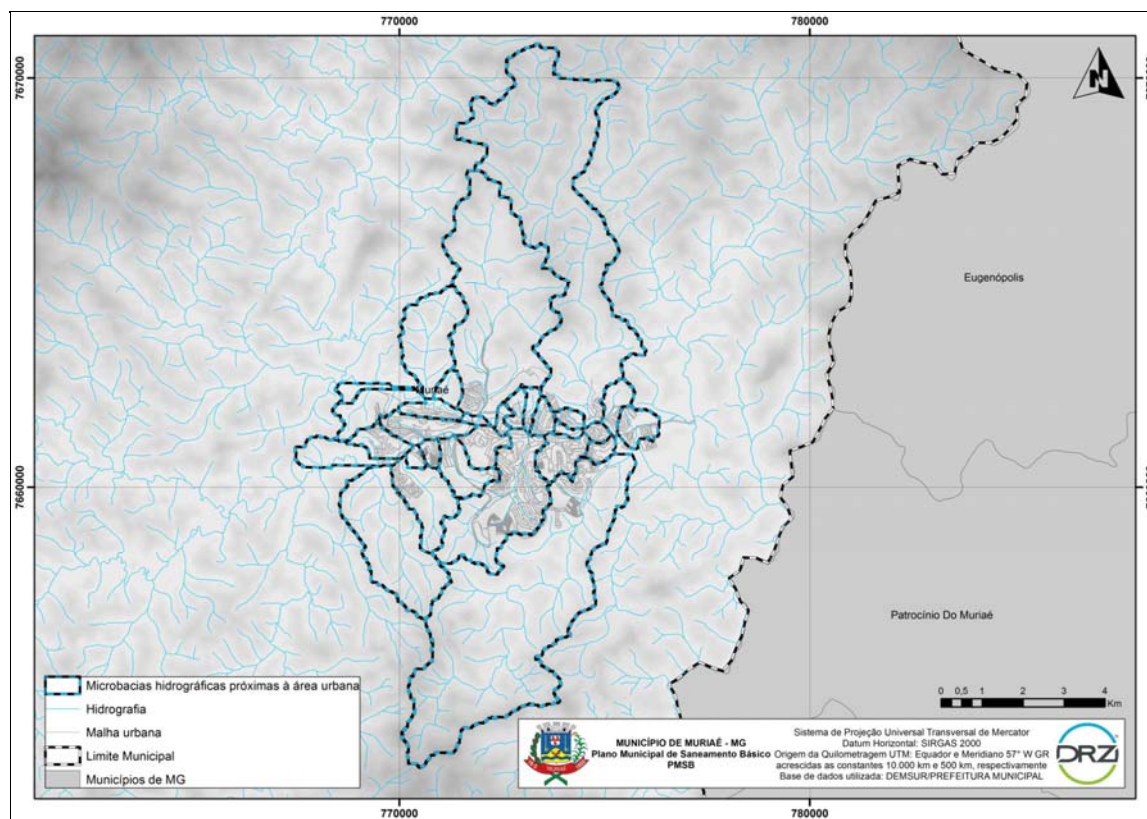 770000
780000
7670000
N
Eugenópolis
Muriaé
7660000
Patrocínio Do Muriaé
Microbacias hidrográficas próximas à área urbana
Hidrografia
Malha urbana
Limite Municipal
Municípios de MG
0 0,5 1 2 3 4
Km
MUNICÍPIO DE MURIAÉ - MG
Plano Municipal de Saneamento Básico
PMSB
Sistema de Projeção Universal Transversal de Mercator
Datum Horizontal: SIRGAS 2000
Origem da Quilometragem UTM: Equador e Meridiano 57° W GR
acrescidas as constantes 10.000 km e 500 km, respectivamente
Base de dados utilizada: DEMSUR/PREFEITURA MUNICIPAL
DRZ
770000
780000